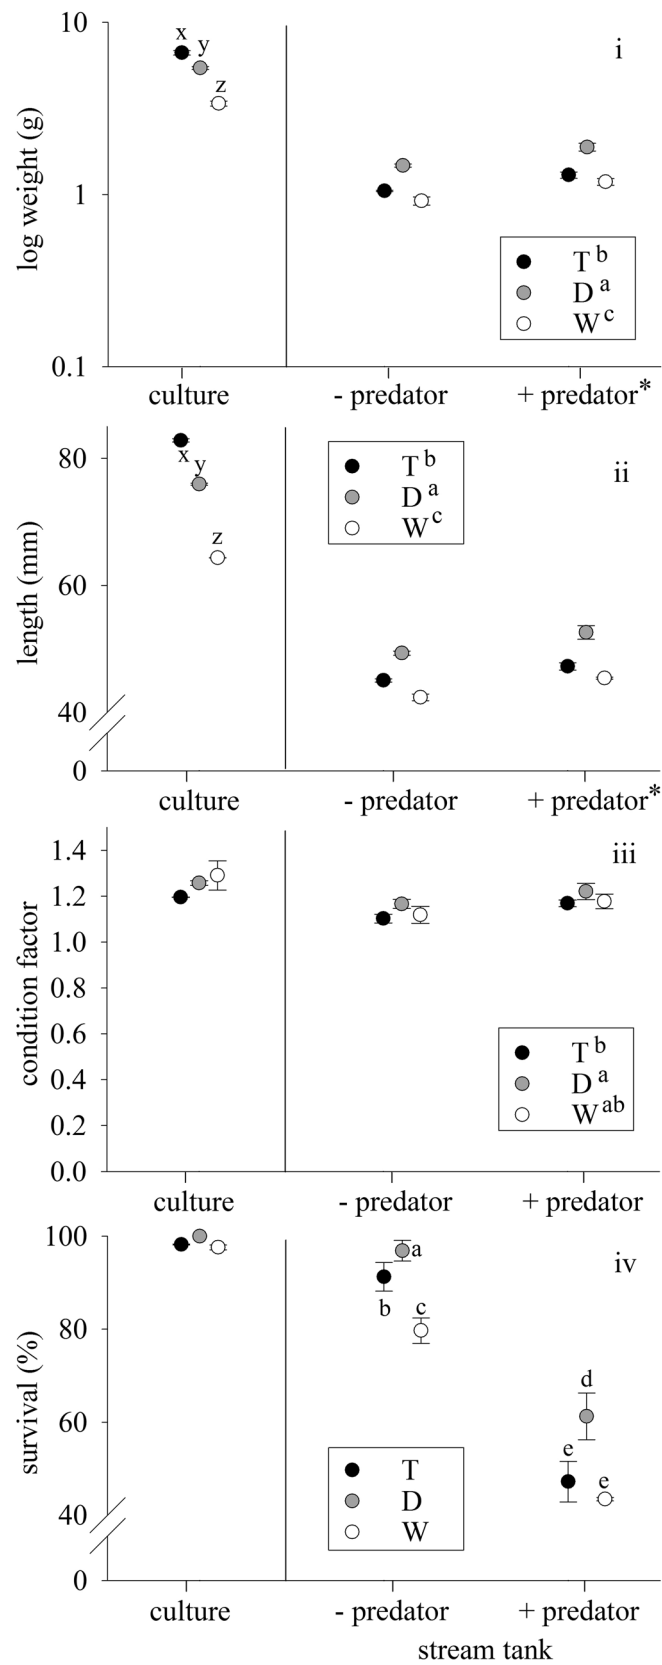 10
x
y
i
z
log weight (g)
1
T b
D a
W c
0.1
culture
- predator
+ predator*
80
x
y
T b
D a
W c
ii
z
length (mm)
60
40
0
culture
- predator
+ predator*
1.4
iii
1.2
1.0
condition factor
0.8
0.6
T b
0.4
D a
W ab
0.2
0.0
culture
- predator
+ predator
100
a
iv
b
c
80
survival (%)
d
60
e
e
T
D
W
40
0
culture
- predator
+ predator
stream tank